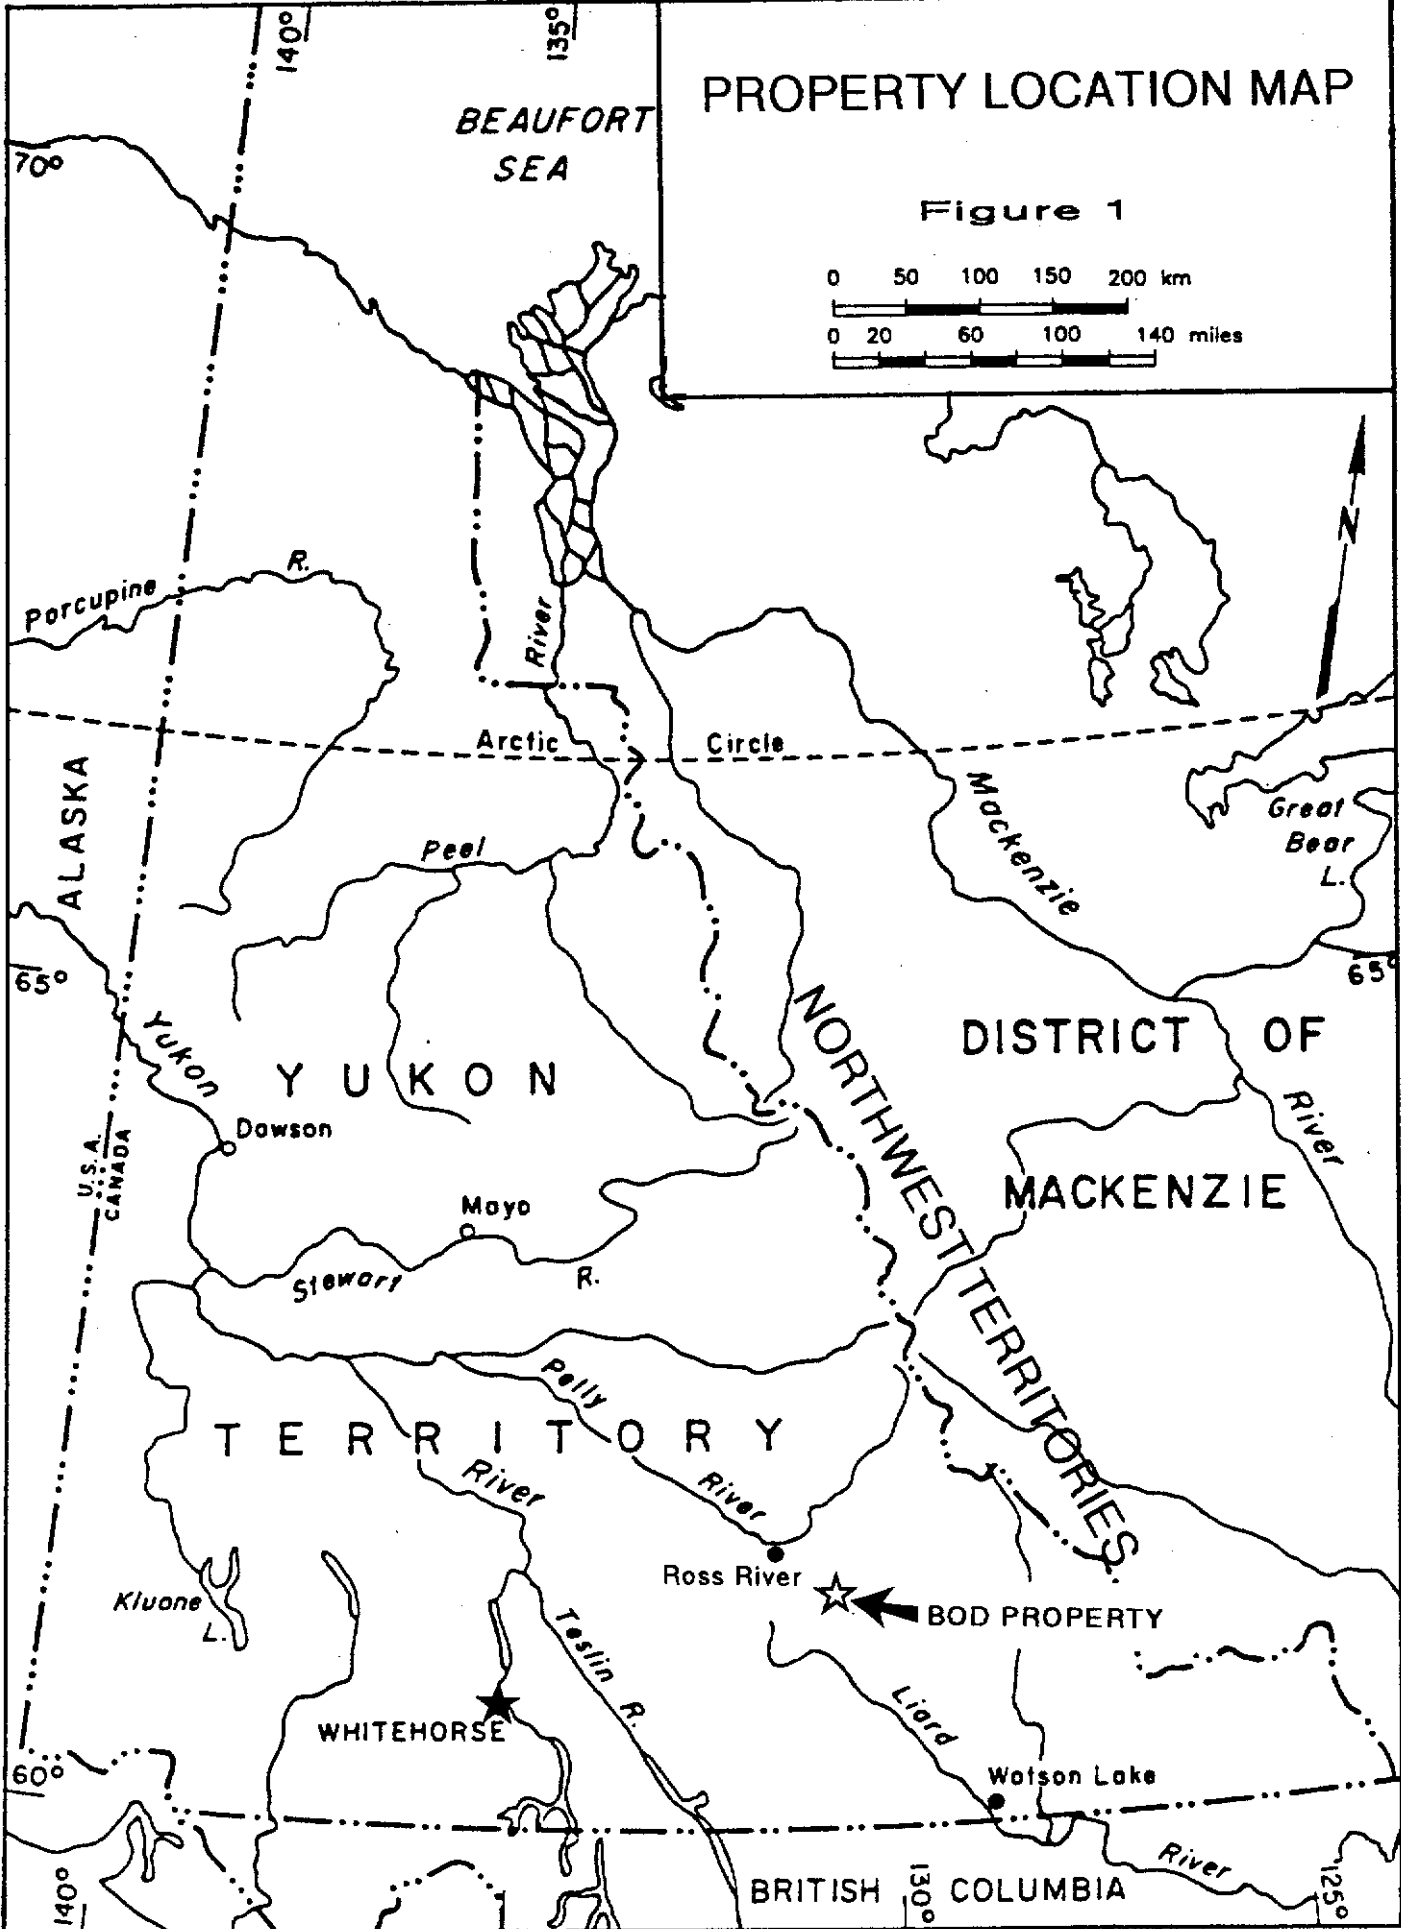 140°
135°
PROPERTY LOCATION MAP
BEAUFORT
SEA
70°
Figure 1
0 50 100 150 200 km
0 20 60 100 140 miles
N
Porcupine R.
River
Arctic Circle
ALASKA
Mackenzie
Great
Bear
L.
Peel
65°
65°
Yukon
NORTHWEST TERRITORIES
DISTRICT OF
YUKON
River
Dawson
U.S.A.
CANADA
MACKENZIE
Mayo
Stewart R.
Pelly
TERRITORY
River
River
Ross River
BOD PROPERTY
Kluane
L.
Teslin R.
Liard
WHITEHORSE
60°
Watson Lake
River
140°
BRITISH COLUMBIA
130°
125°